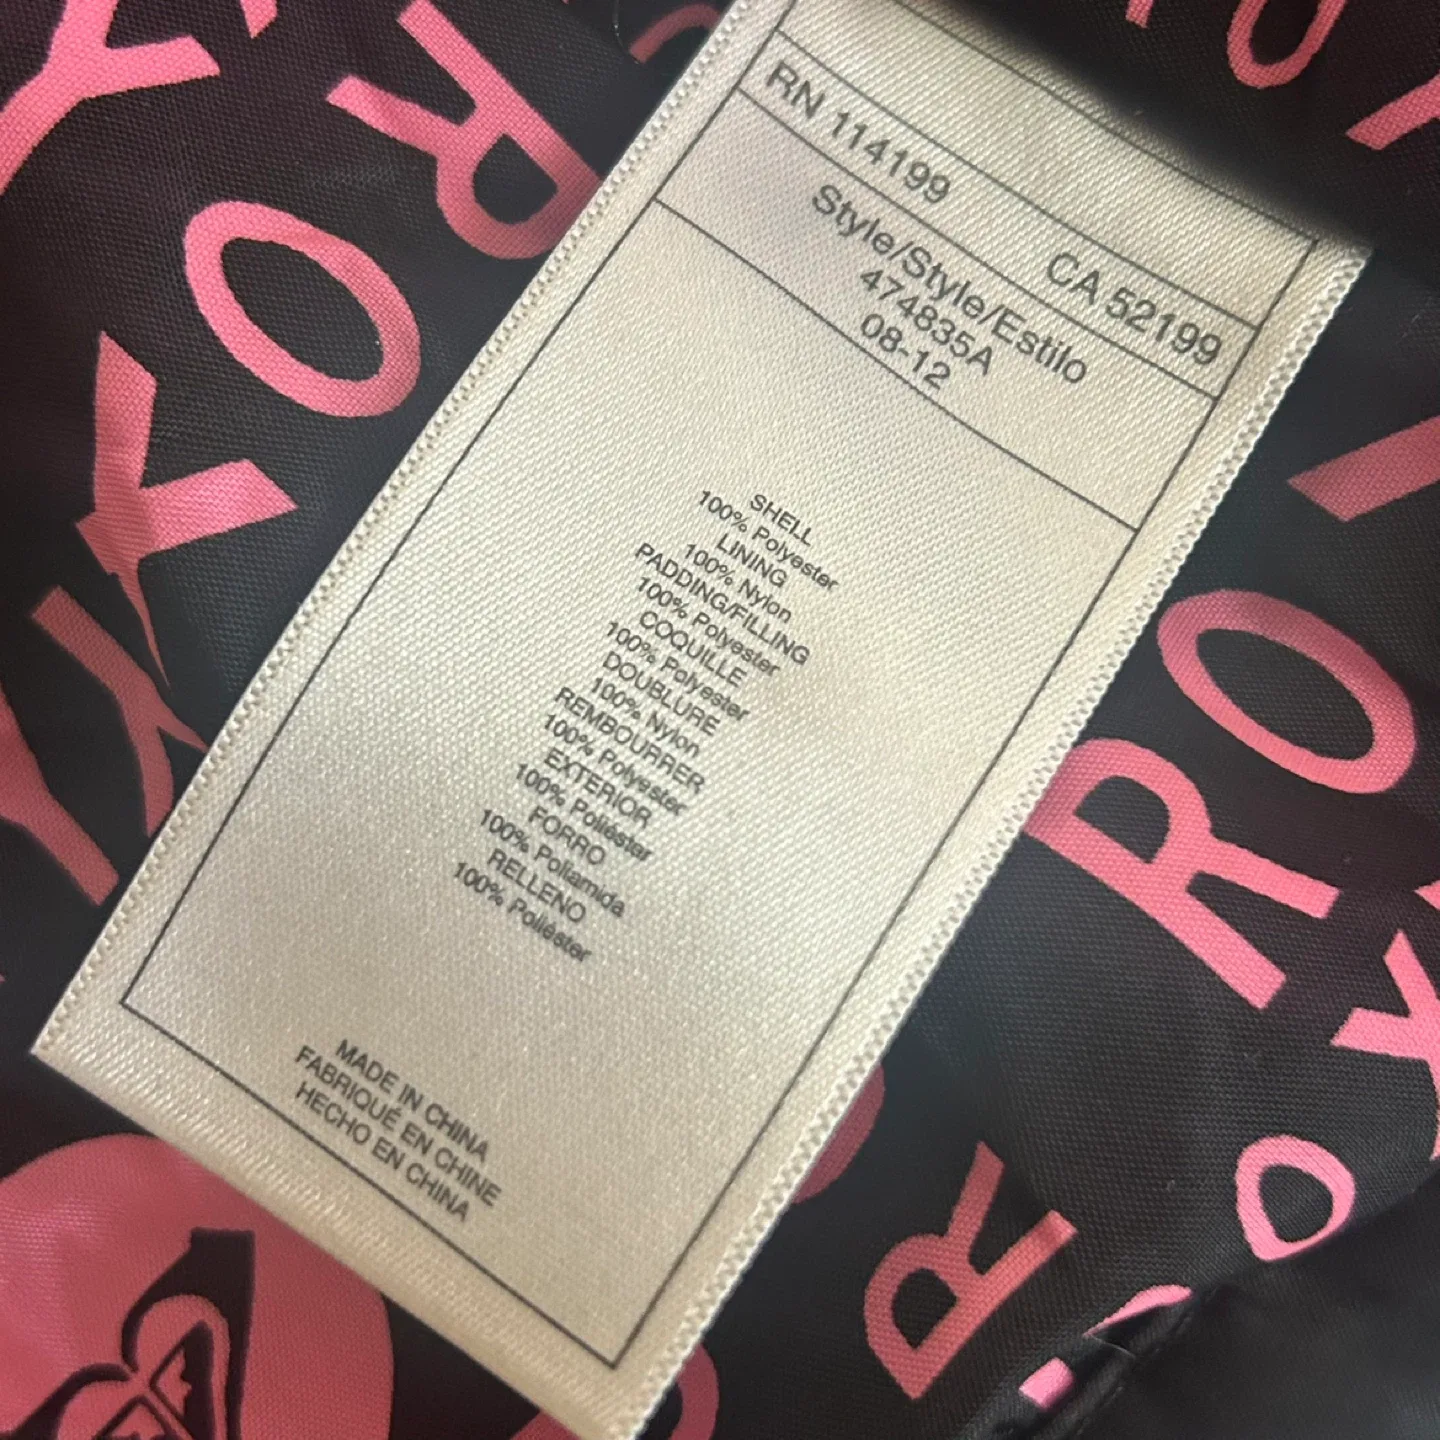 RN 114199 CA 52199
Style/Style/Estilo
474835A
08-12
SHELL
100% Polyester
LINING
100% Nylon
PADDING/FILLING
100% Polyester
COQUILLE
100% Polyester
DOUBLURE
100% Nylon
REMBOURRER
100% Polyester
EXTERIOR
100% Poliéster
FORRO
100% Poliamida
RELLENO
100% Poliéster
MADE IN CHINA
FABRIQUÉ EN CHINE
HECHO EN CHINA
ROXY